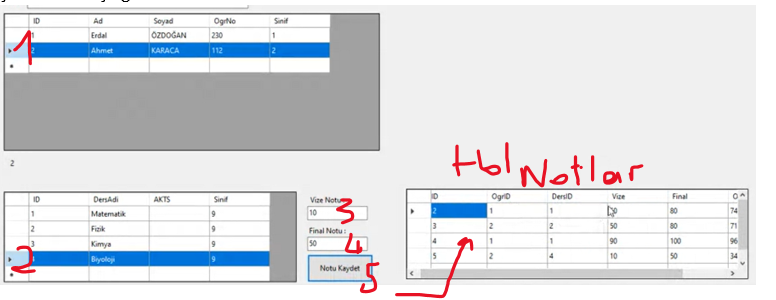 ID Ad Soyad OgrNo Sinif
1 Erdal ÖZDOĞAN 230 1
2 Ahmet KARACA 112 2
1
2
tbl Notlar
ID DersAdi AKTS Sinif
1 Matematik 9
2 Fizik 9
3 Kimya 9
Biyoloji 9
2
Vize Notu
10
3
Final Notu :
50
4
Notu Kaydet
5
ID OgrID DersID Vize Final
2 1 1 80 74
3 2 2 50 80 71
4 1 1 90 100 96
5 2 4 10 50 34